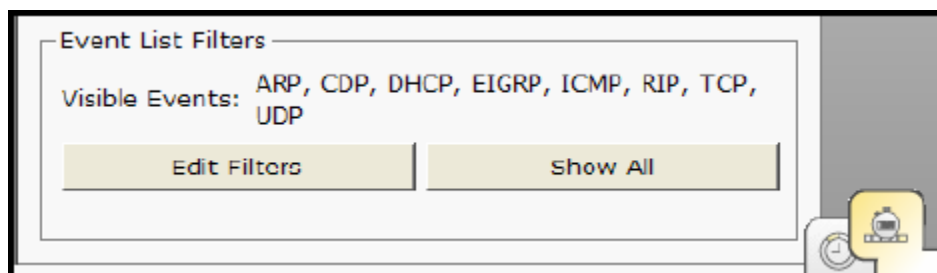 Event List Filters
Visible Events: ARP, CDP, DHCP, EIGRP, ICMP, RIP, TCP,
UDP
Edit Filters Show All